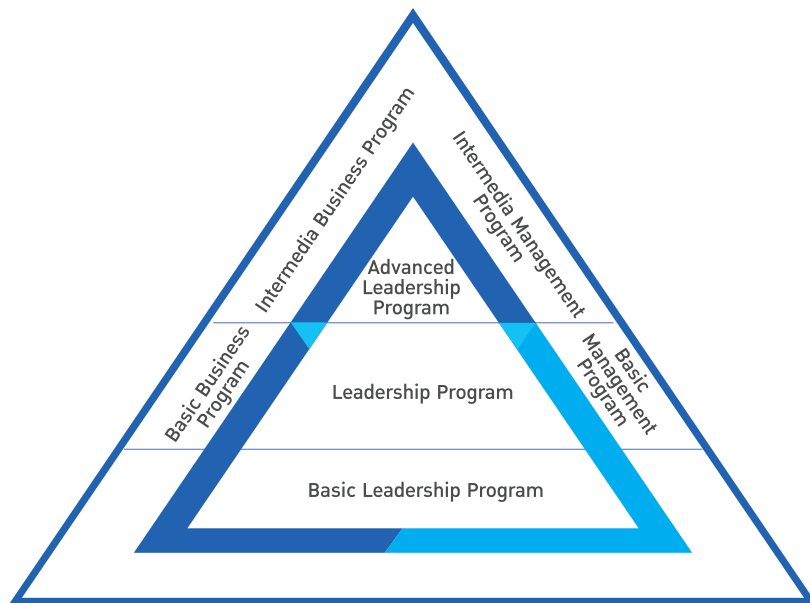 Intermedia Business Program
Intermedia Management
Program
Advanced
Leadership
Program
Basic Business
Program
Leadership Program
Basic
Management
Program
Basic Leadership Program